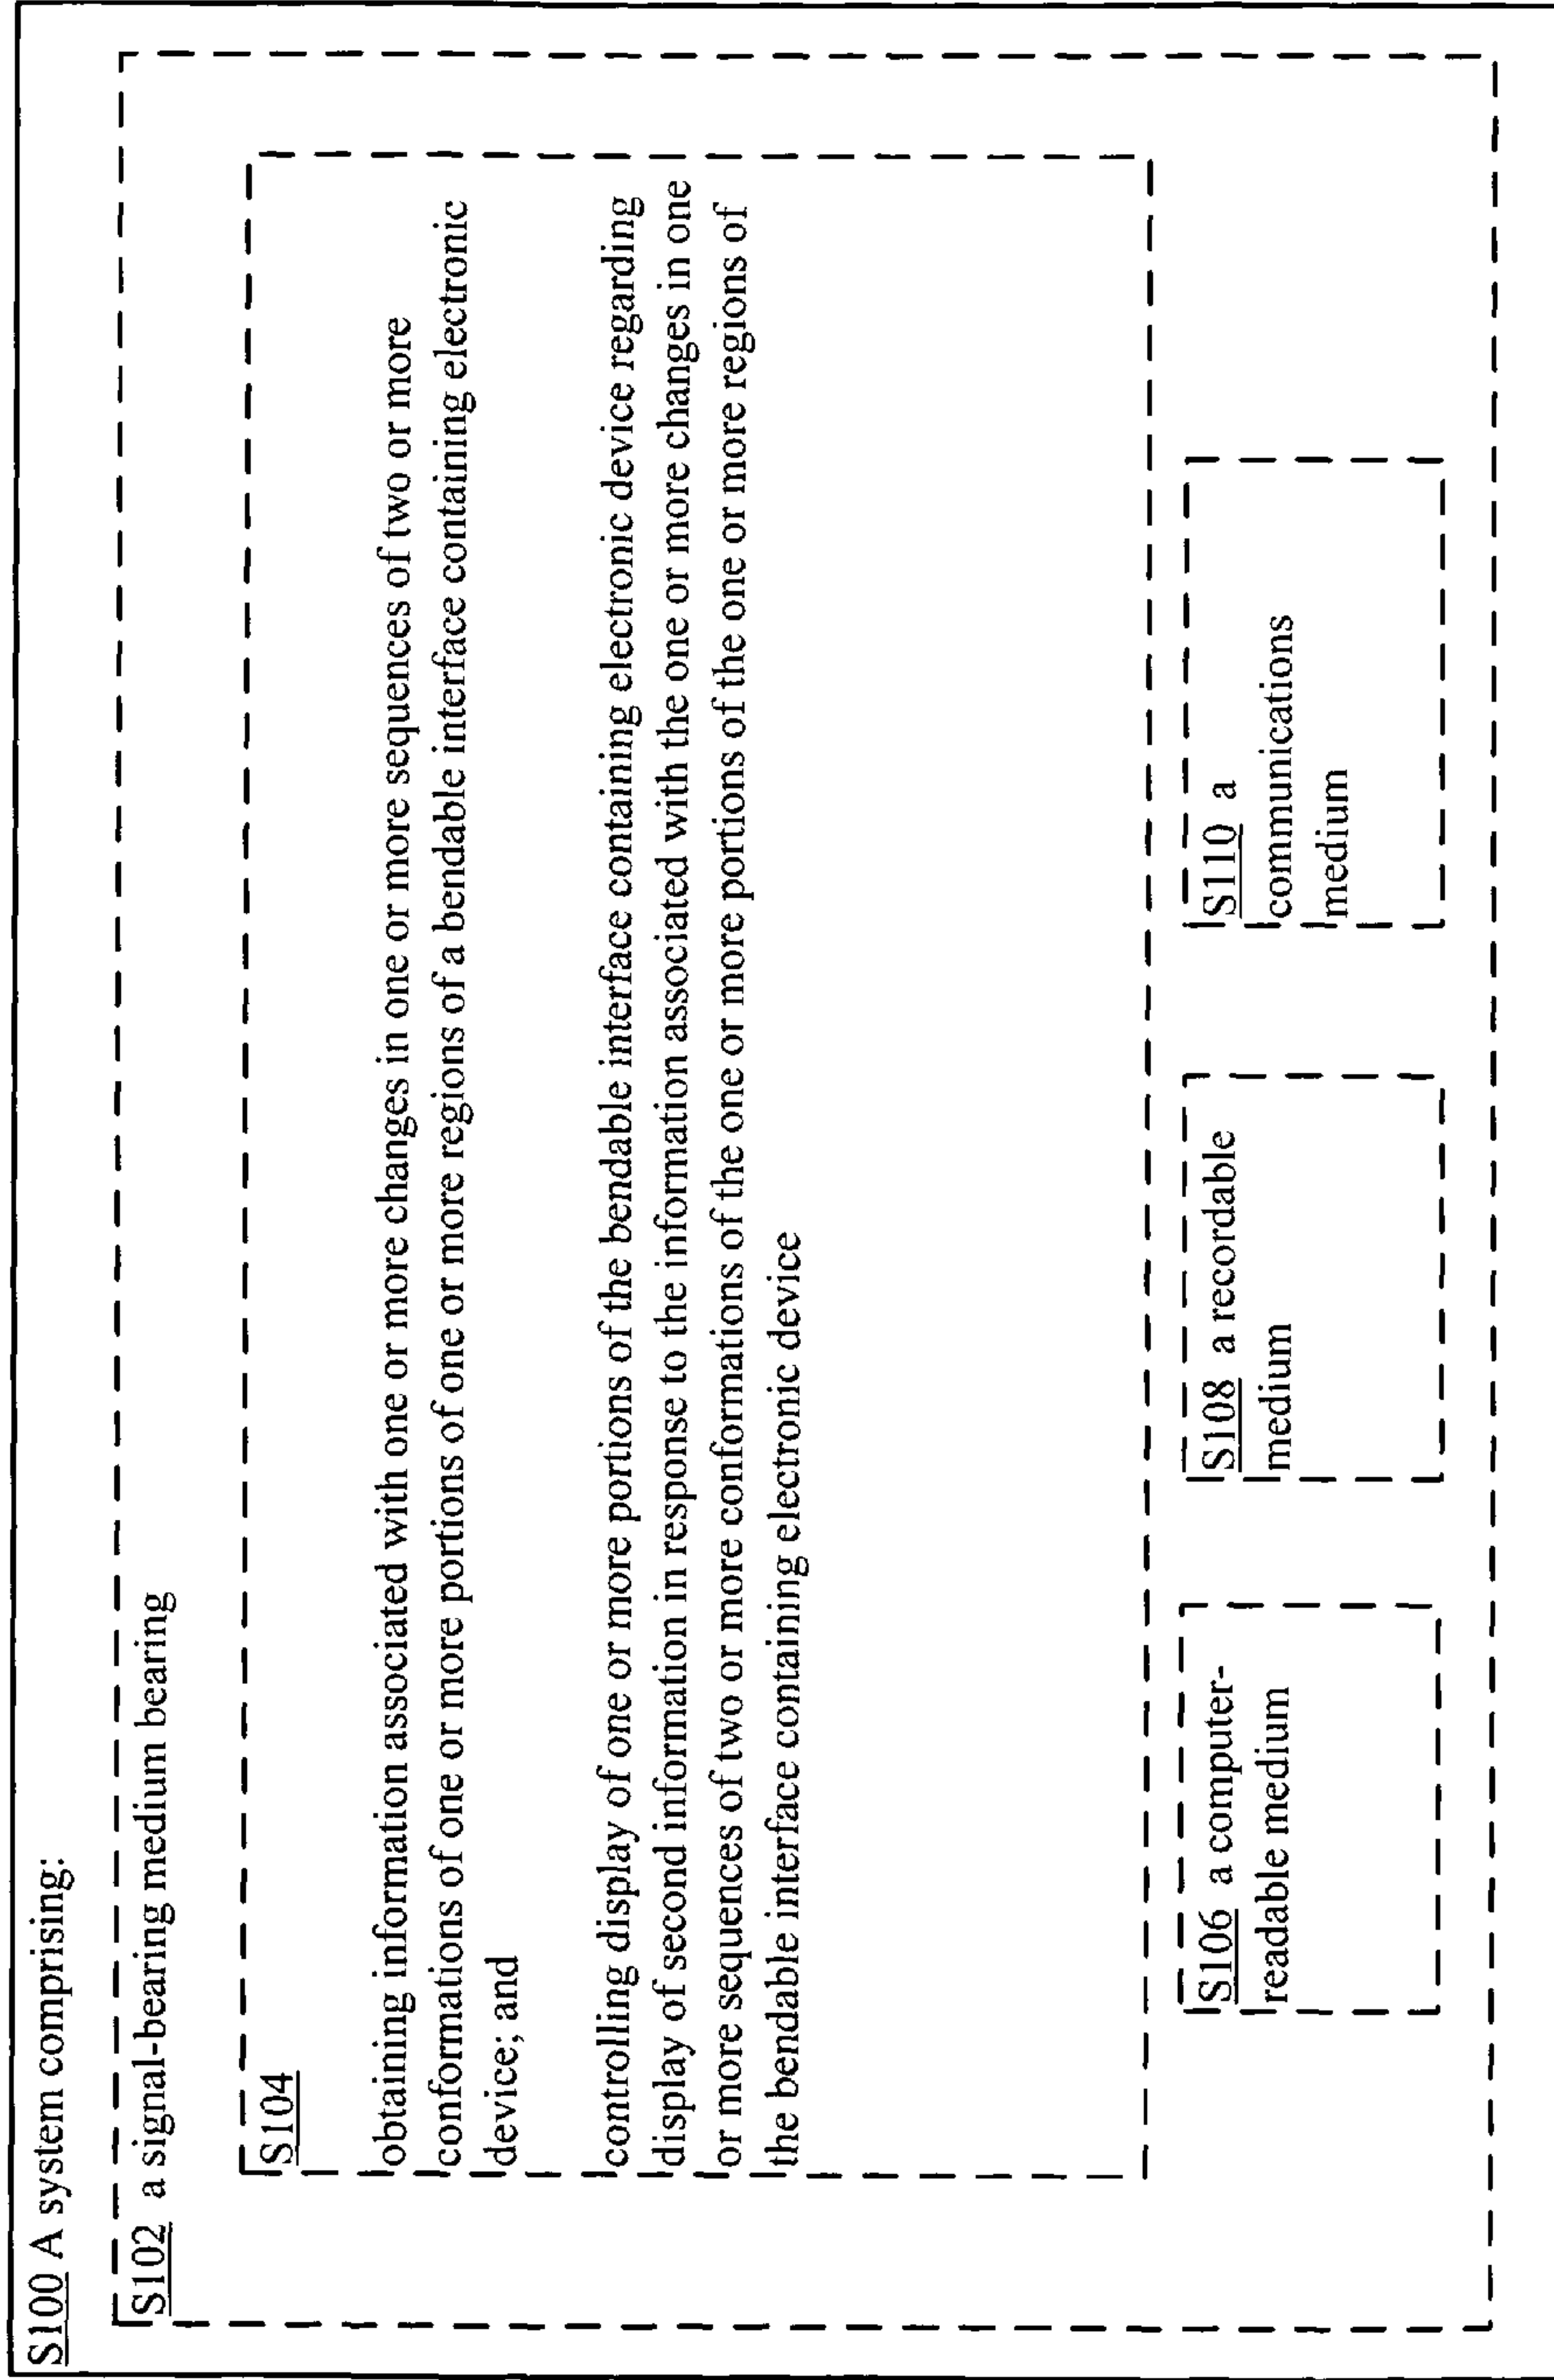 S100 A system comprising:
S102 a signal-bearing medium bearing
S104
obtaining information associated with one or more changes in one or more sequences of two or more
conformations of one or more portions of one or more regions of a bendable interface containing electronic
device; and
controlling display of one or more portions of the bendable interface containing electronic device regarding
display of second information in response to the information associated with the one or more changes in one
or more sequences of two or more conformations of the one or more portions of the one or more regions of
the bendable interface containing electronic device
S106 a computer-
readable medium
S108 a recordable
medium
S110 a
communications
medium